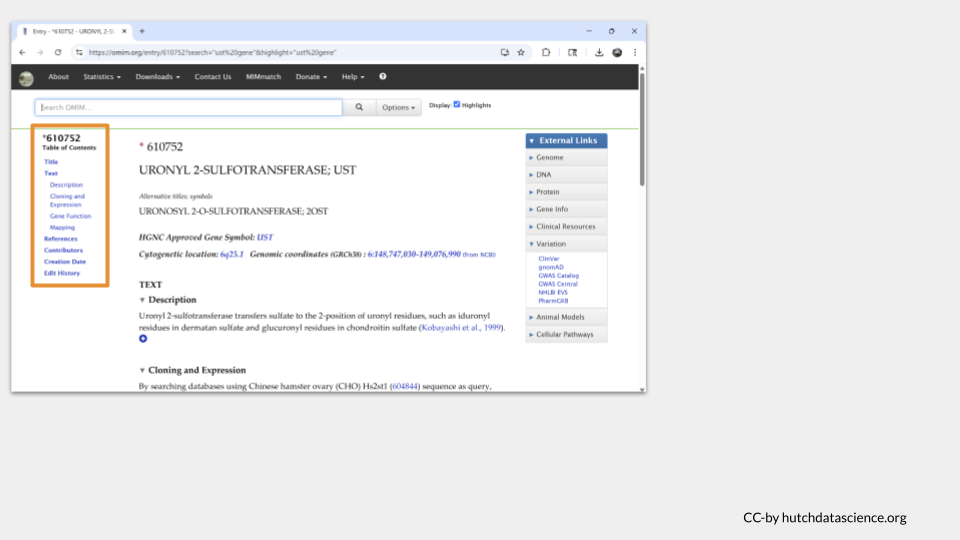 Entry - *610752 - URONYL 2-SU
https://omim.org/entry/610752?search="ust%20gene"&highlight="ust%20gene"
About Statistics Downloads Contact Us MIMmatch Donate Help
Search OMIM... Options Display: Highlights
*610752
Table of Contents
Title
Text
Description
Cloning and
Expression
Gene Function
Mapping
References
Contributors
Creation Date
Edit History
* 610752
URONYL 2-SULFOTRANSFERASE; UST
Alternative titles; symbols
URONOSYL 2-O-SULFOTRANSFERASE; 2OST
HGNC Approved Gene Symbol: UST
Cytogenetic location: 6q25.1 Genomic coordinates (GRCh38) : 6:148,747,030-149,076,990 (from NCBI)
TEXT
Description
Uronyl 2-sulfotransferase transfers sulfate to the 2-position of uronyl residues, such as iduronyl
residues in dermatan sulfate and glucuronyl residues in chondroitin sulfate (Kobayashi et al., 1999).
Cloning and Expression
By searching databases using Chinese hamster ovary (CHO) Hs2st1 (604844) sequence as query,
External Links
Genome
DNA
Protein
Gene Info
Clinical Resources
Variation
ClinVar
gnomAD
GWAS Catalog
GWAS Central
NHLBI EVS
PharmGKB
Animal Models
Cellular Pathways
CC-by hutchdatascience.org